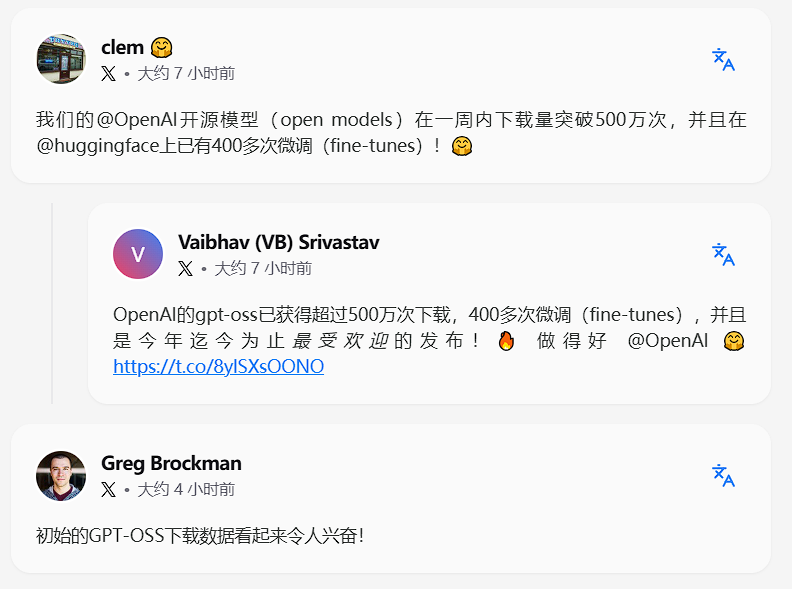 clem 🤗
X • 大约 7 小时前
我们的@OpenAI开源模型（open models）在一周内下载量突破500万次，并且在
@huggingface上已有400多次微调（fine-tunes）！🤗
V
Vaibhav (VB) Srivastav
X • 大约 7 小时前
OpenAI的gpt-oss已获得超过500万次下载，400多次微调（fine-tunes），并且
是今年迄今为止最受欢迎的发布！🔥 做得好 @OpenAI 🤗
https://t.co/8ylSXsOONO
Greg Brockman
X • 大约 4 小时前
初始的GPT-OSS下载数据看起来令人兴奋！